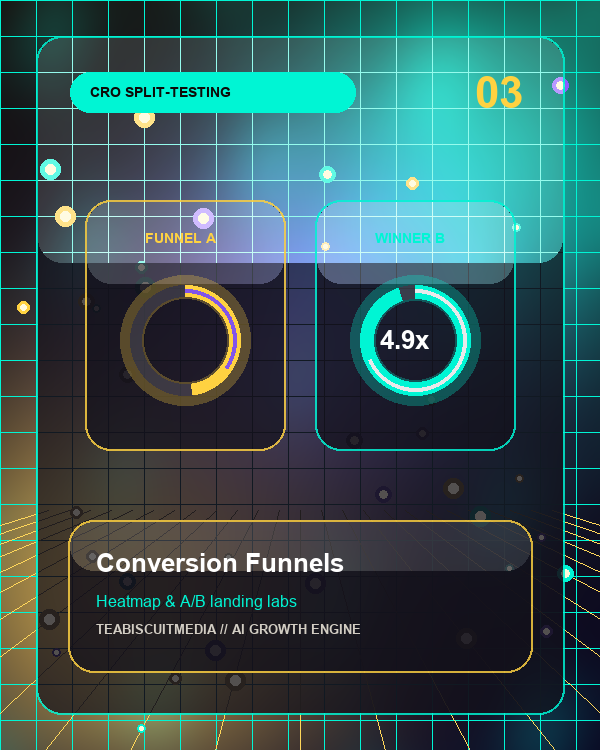 CRO SPLIT-TESTING
03
FUNNEL A
WINNER B
4.9x
Conversion Funnels
Heatmap & A/B landing labs
TEABISCUITMEDIA // AI GROWTH ENGINE